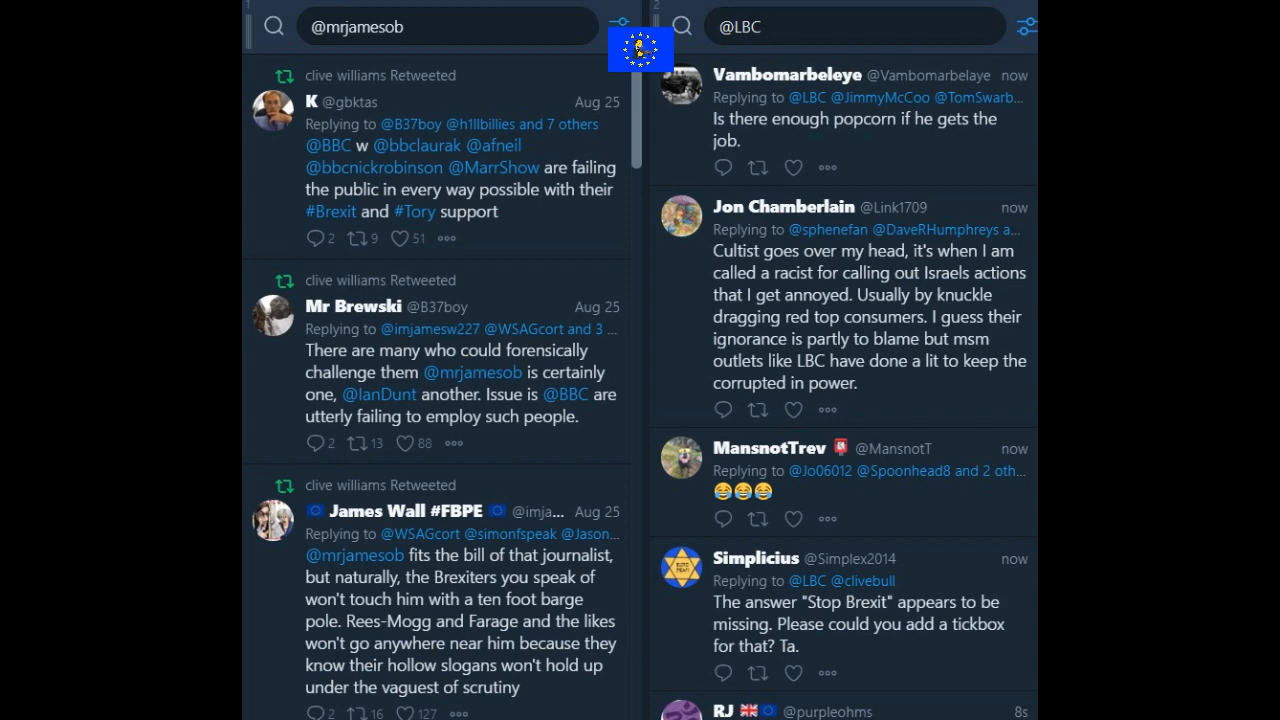 1
@mrjamesob
clive williams Retweeted
K @gbktas Aug 25
Replying to @B37boy @h1llbillies and 7 others
@BBC w @bbclaurak @afneil
@bbcnickrobinson @MarrShow are failing
the public in every way possible with their
#Brexit and #Tory support
2 9 51
clive williams Retweeted
Mr Brewski @B37boy Aug 25
Replying to @imjamesw227 @WSAGcort and 3 ...
There are many who could forensically
challenge them @mrjamesob is certainly
one, @IanDunt another. Issue is @BBC are
utterly failing to employ such people.
2 13 88
clive williams Retweeted
James Wall #FBPE @imja... Aug 25
Replying to @WSAGcort @simonfspeak @Jason...
@mrjamesob fits the bill of that journalist,
but naturally, the Brexiters you speak of
won't touch him with a ten foot barge
pole. Rees-Mogg and Farage and the likes
won't go anywhere near him because they
know their hollow slogans won't hold up
under the vaguest of scrutiny
2 16 127
2
@LBC
Vambomarbeleye @Vambomarbelaye now
Replying to @LBC @JimmyMcCoo @TomSwarb...
Is there enough popcorn if he gets the
job.
Jon Chamberlain @Link1709 now
Replying to @sphenefan @DaveRHumphreys a...
Cultist goes over my head, it's when I am
called a racist for calling out Israels actions
that I get annoyed. Usually by knuckle
dragging red top consumers. I guess their
ignorance is partly to blame but msm
outlets like LBC have done a lit to keep the
corrupted in power.
MansnotTrev @MansnotT now
Replying to @Jo06012 @Spoonhead8 and 2 oth...
😂😂😂
Simplicius @Simplex2014 now
Replying to @LBC @clivebull
The answer "Stop Brexit" appears to be
missing. Please could you add a tickbox
for that? Ta.
RJ 🇬🇧🇪🇺 @purpleohms 8s